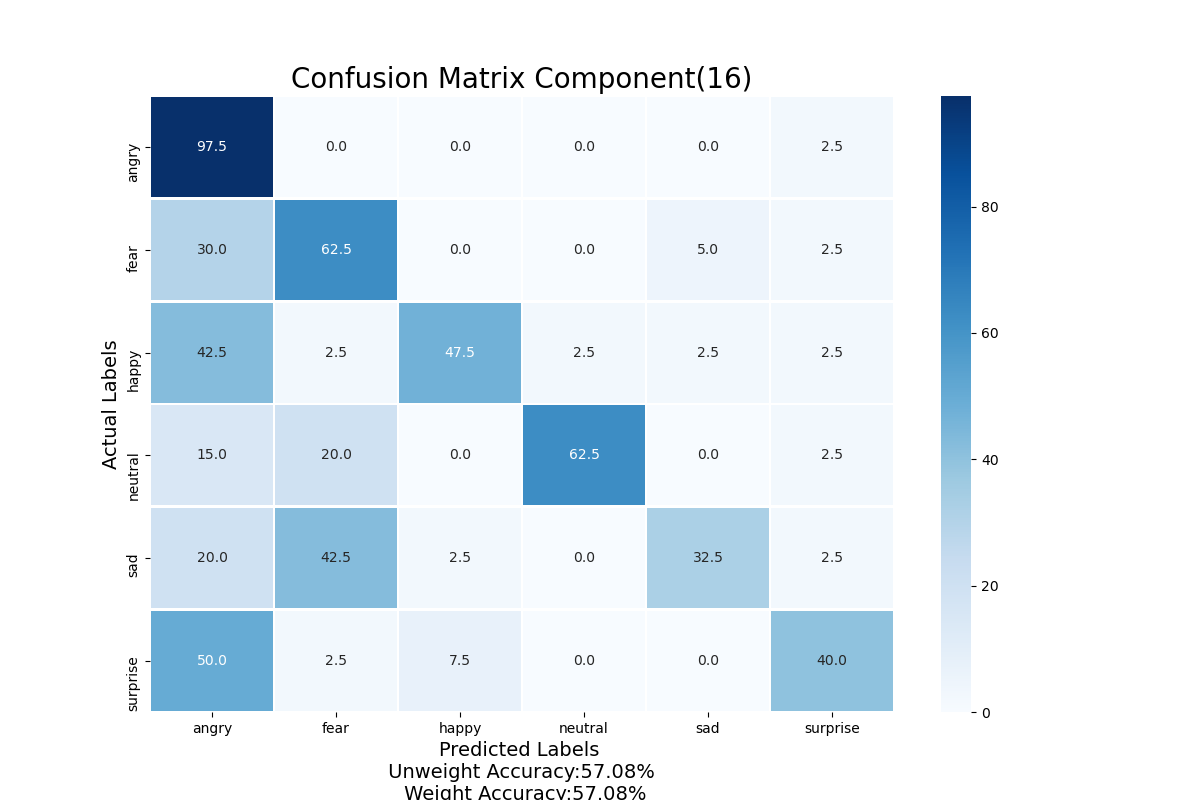 Confusion Matrix Component(16)
Actual Labels
angry 97.5 0.0 0.0 0.0 0.0 2.5
fear 30.0 62.5 0.0 0.0 5.0 2.5
happy 42.5 2.5 47.5 2.5 2.5 2.5
neutral 15.0 20.0 0.0 62.5 0.0 2.5
sad 20.0 42.5 2.5 0.0 32.5 2.5
surprise 50.0 2.5 7.5 0.0 0.0 40.0
angry fear happy neutral sad surprise
Predicted Labels
Unweight Accuracy:57.08%
Weight Accuracy:57.08%
80
60
40
20
0